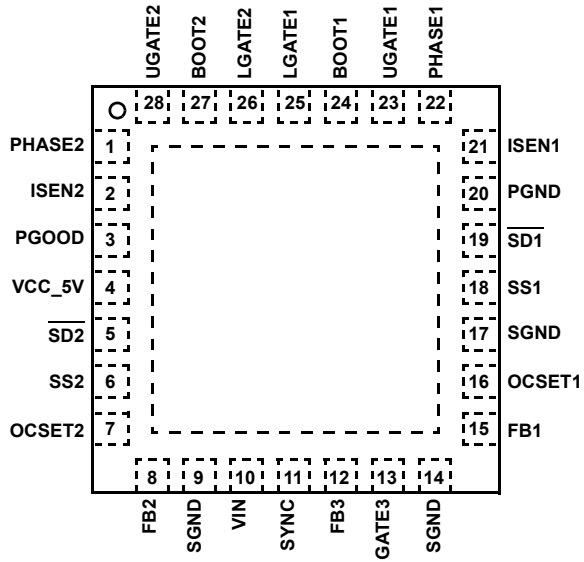 UGATE2
BOOT2
LGATE2
LGATE1
BOOT1
UGATE1
PHASE1
28 27 26 25 24 23 22
PHASE2 1
21 ISEN1
ISEN2 2
20 PGND
PGOOD 3
19 SD1
VCC_5V 4
18 SS1
SD2 5
17 SGND
SS2 6
16 OCSET1
OCSET2 7
15 FB1
8 9 10 11 12 13 14
FB2
SGND
VIN
SYNC
FB3
GATE3
SGND